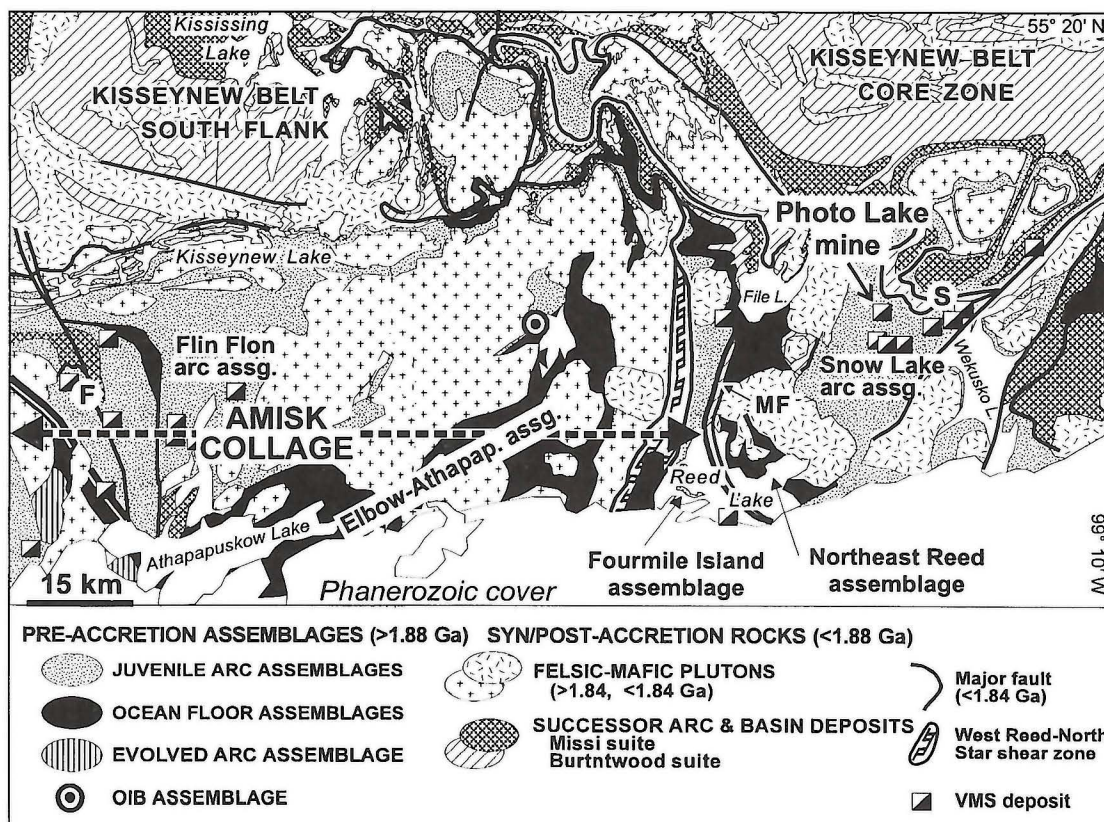 Kississing
Lake
55° 20' N
KISSEYNEW BELT
SOUTH FLANK
KISSEYNEW BELT
CORE ZONE
Photo Lake
mine
Kisseynew Lake
File L.
S
Flin Flon
arc assg.
Snow Lake
arc assg.
Wekusko L.
F
MF
AMISK
COLLAGE
Elbow-Athapap. assg.
Reed
Lake
Athapapuskow Lake
Fourmile Island
assemblage
Northeast Reed
assemblage
99° 10' W
15 km
Phanerozoic cover
PRE-ACCRETION ASSEMBLAGES (>1.88 Ga)
JUVENILE ARC ASSEMBLAGES
OCEAN FLOOR ASSEMBLAGES
EVOLVED ARC ASSEMBLAGE
OIB ASSEMBLAGE
SYN/POST-ACCRETION ROCKS (<1.88 Ga)
FELSIC-MAFIC PLUTONS
(>1.84, <1.84 Ga)
SUCCESSOR ARC & BASIN DEPOSITS
Missi suite
Burtntwood suite
Major fault
(<1.84 Ga)
West Reed-North
Star shear zone
VMS deposit